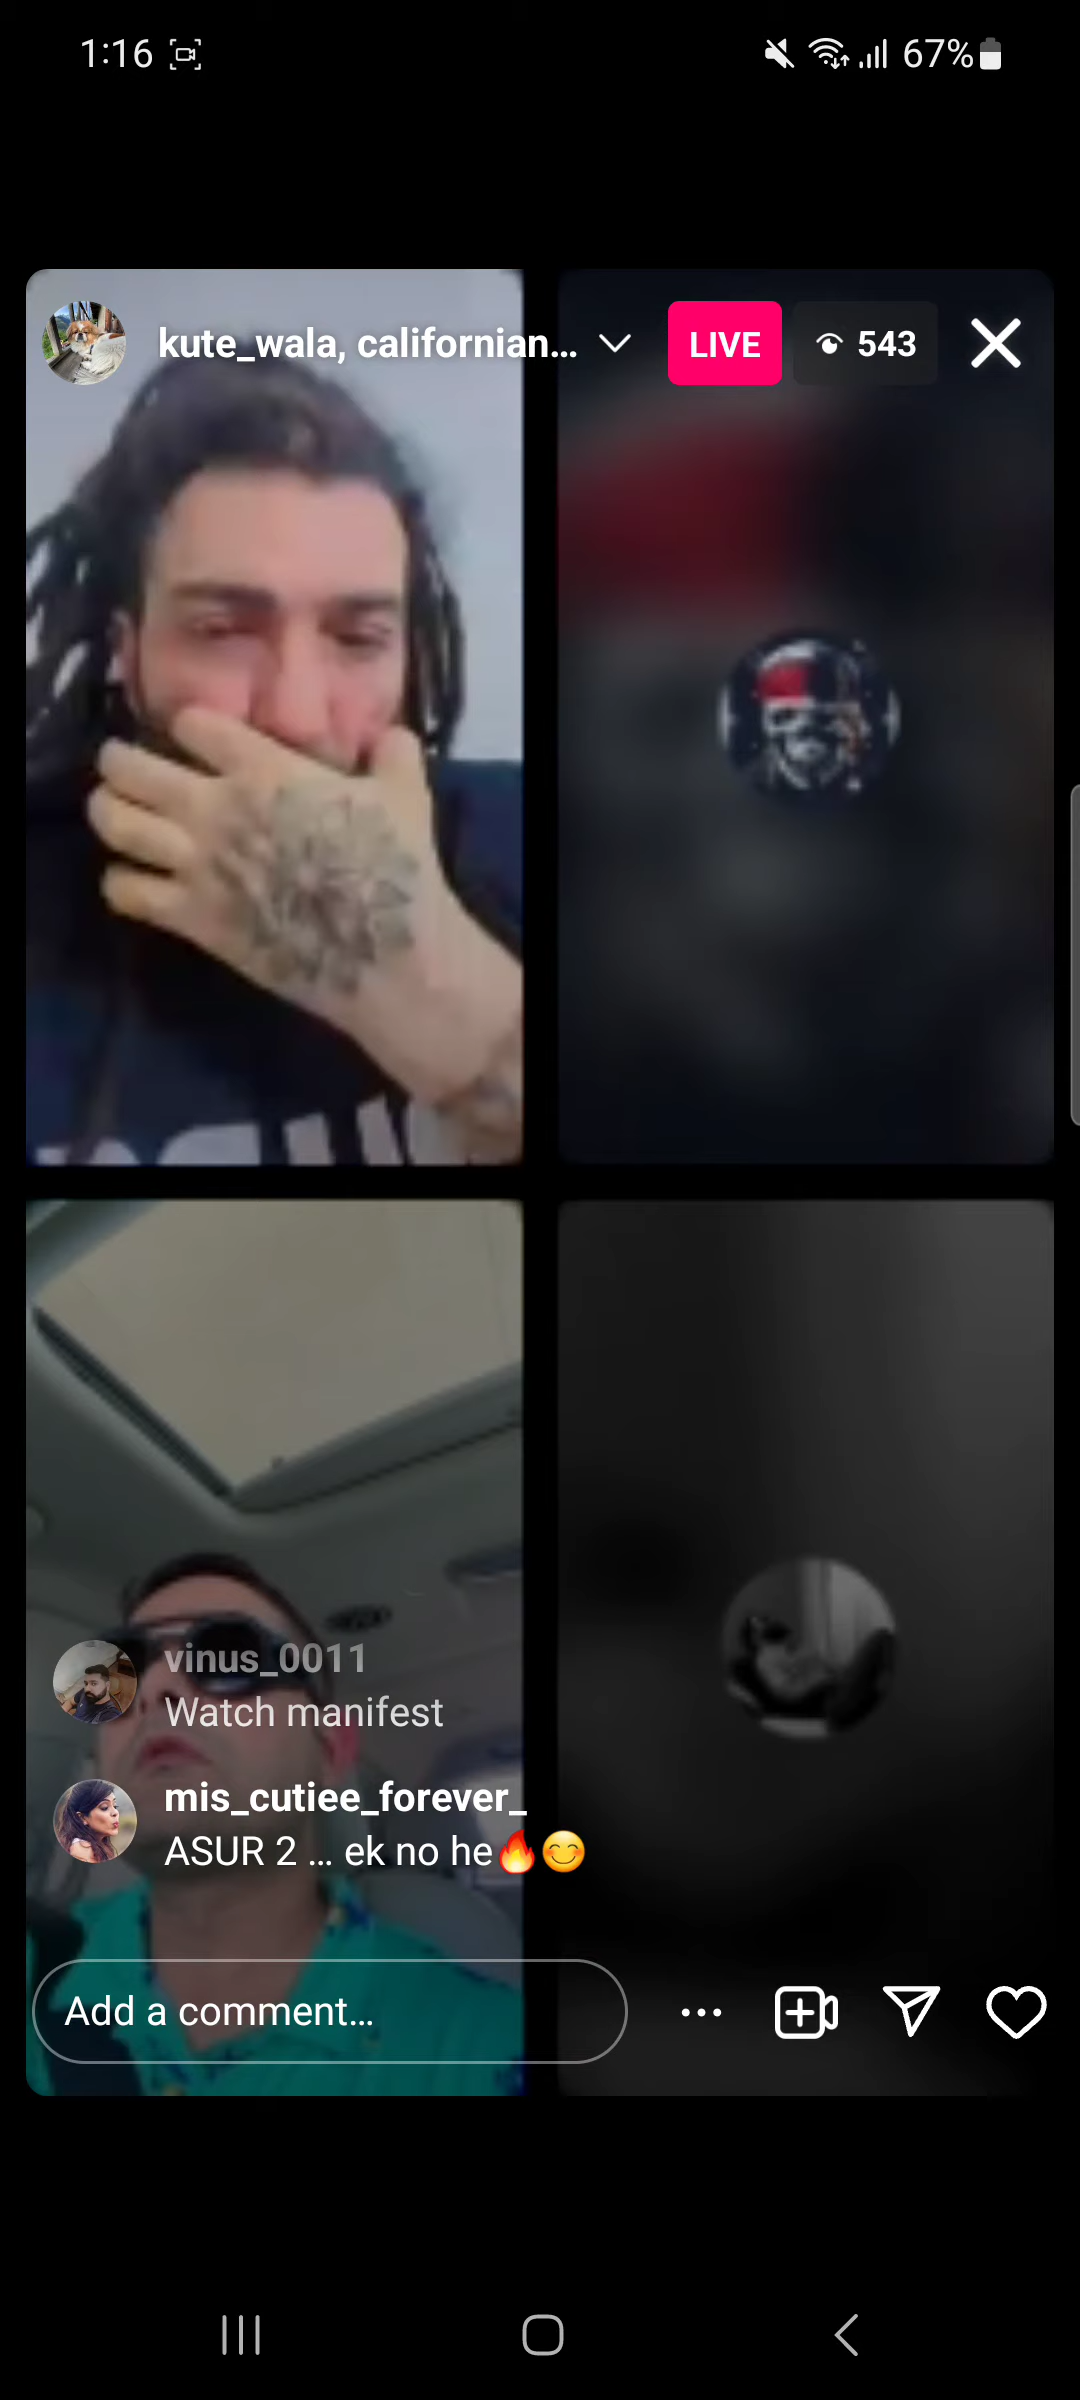 1:16
67%
kute_wala, californian...
LIVE
543
vinus_0011
Watch manifest
mis_cutiee_forever_
ASUR 2 ... ek no he🔥😊
Add a comment...